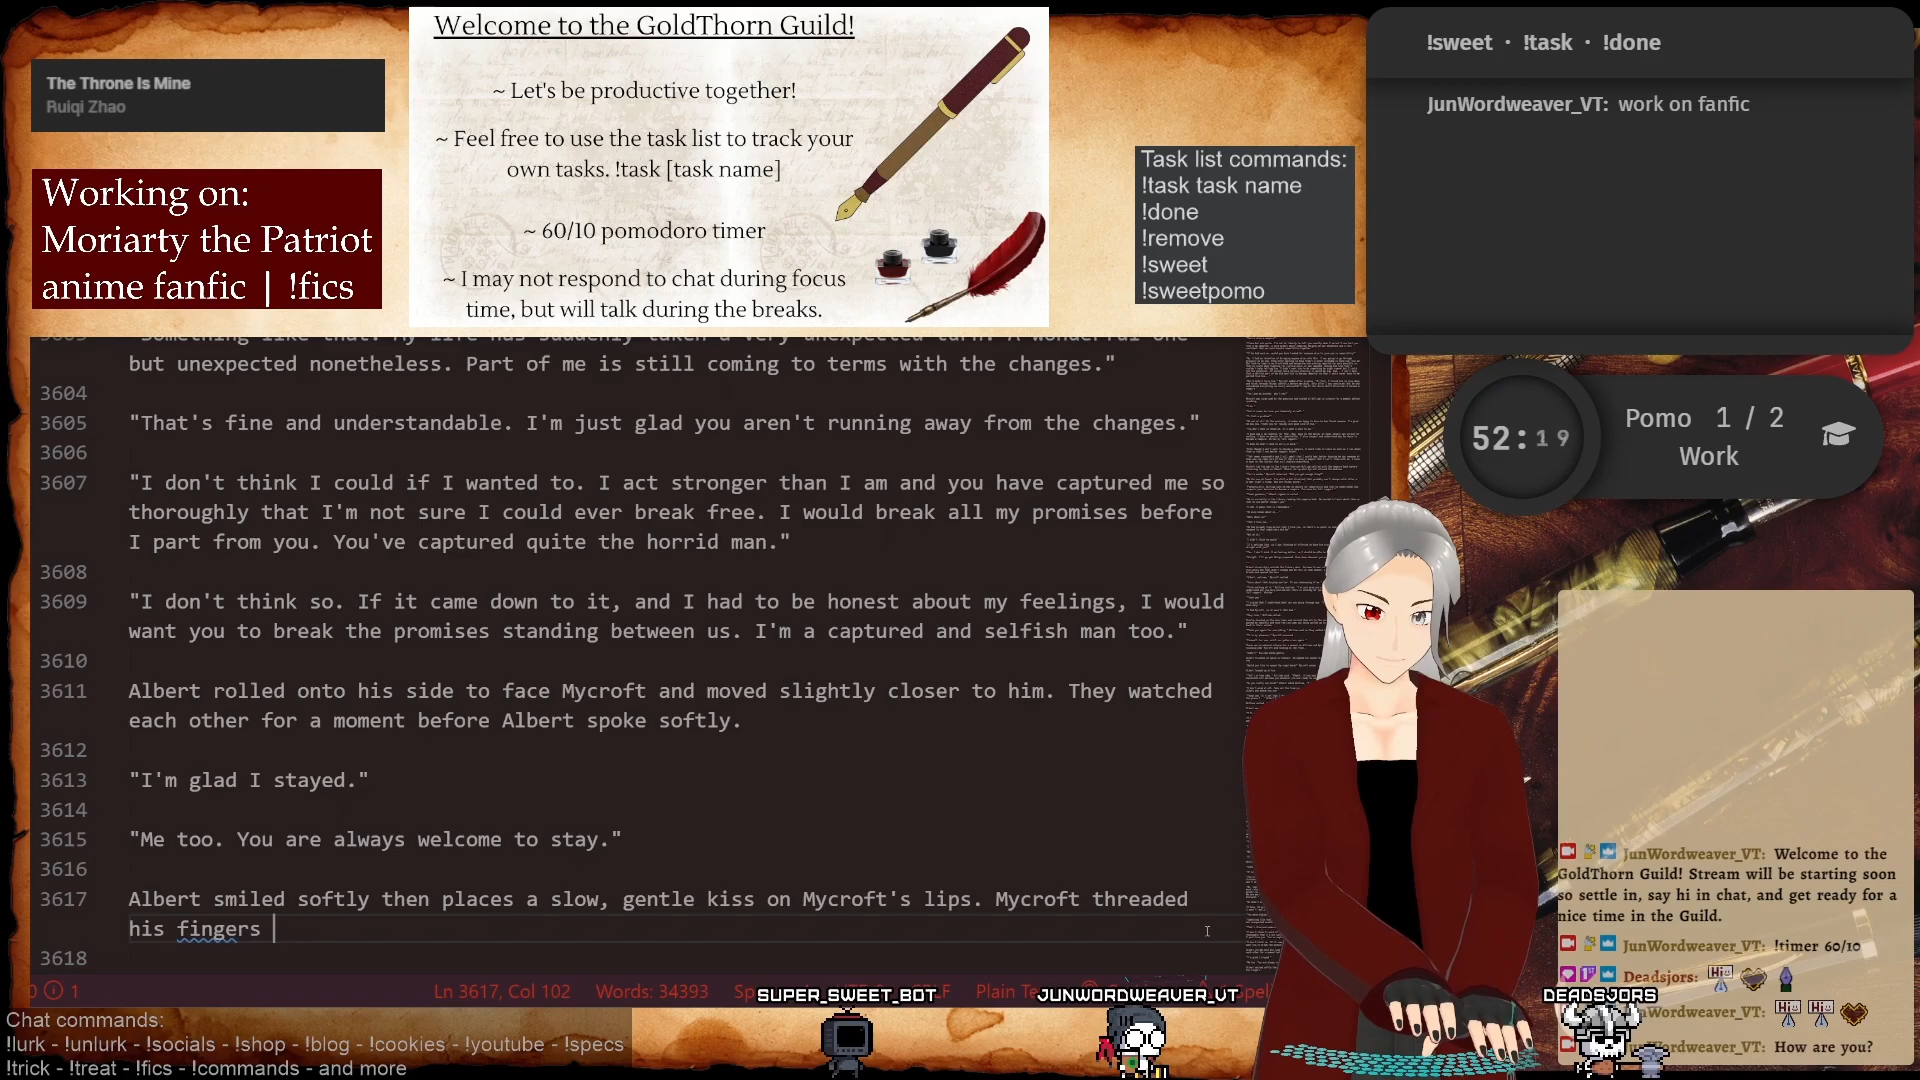 The Throne Is Mine
Ruiqi Zhao
Working on:
Moriarty the Patriot
anime fanfic | !fics
Welcome to the GoldThorn Guild!
~ Let's be productive together!
~ Feel free to use the task list to track your
own tasks. !task [task name]
~ 60/10 pomodoro timer
~ I may not respond to chat during focus
time, but will talk during the breaks.
Task list commands:
!task task name
!done
!remove
!sweet
!sweetpomo
!sweet · !task · !done
JunWordweaver_VT: work on fanfic
52:19
Pomo 1 / 2
Work
but unexpected nonetheless. Part of me is still coming to terms with the changes."
3604
3605 "That's fine and understandable. I'm just glad you aren't running away from the changes."
3606
3607 "I don't think I could if I wanted to. I act stronger than I am and you have captured me so
thoroughly that I'm not sure I could ever break free. I would break all my promises before
I part from you. You've captured quite the horrid man."
3608
3609 "I don't think so. If it came down to it, and I had to be honest about my feelings, I would
want you to break the promises standing between us. I'm a captured and selfish man too."
3610
3611 Albert rolled onto his side to face Mycroft and moved slightly closer to him. They watched
each other for a moment before Albert spoke softly.
3612
3613 "I'm glad I stayed."
3614
3615 "Me too. You are always welcome to stay."
3616
3617 Albert smiled softly then places a slow, gentle kiss on Mycroft's lips. Mycroft threaded
his fingers
3618
0 1 Ln 3617, Col 102 Words: 34393
JunWordweaver_VT: Welcome to the
GoldThorn Guild! Stream will be starting soon
so settle in, say hi in chat, and get ready for a
nice time in the Guild.
JunWordweaver_VT: !timer 60/10
Deadsjors: Hi
Hi Hi
How are you?
SUPER_SWEET_BOT
JUNWORDWEAVER_VT
DEADSJORS
Chat commands:
!lurk - !unlurk - !socials - !shop - !blog - !cookies - !youtube - !specs
!trick - !treat - !fics - !commands - and more